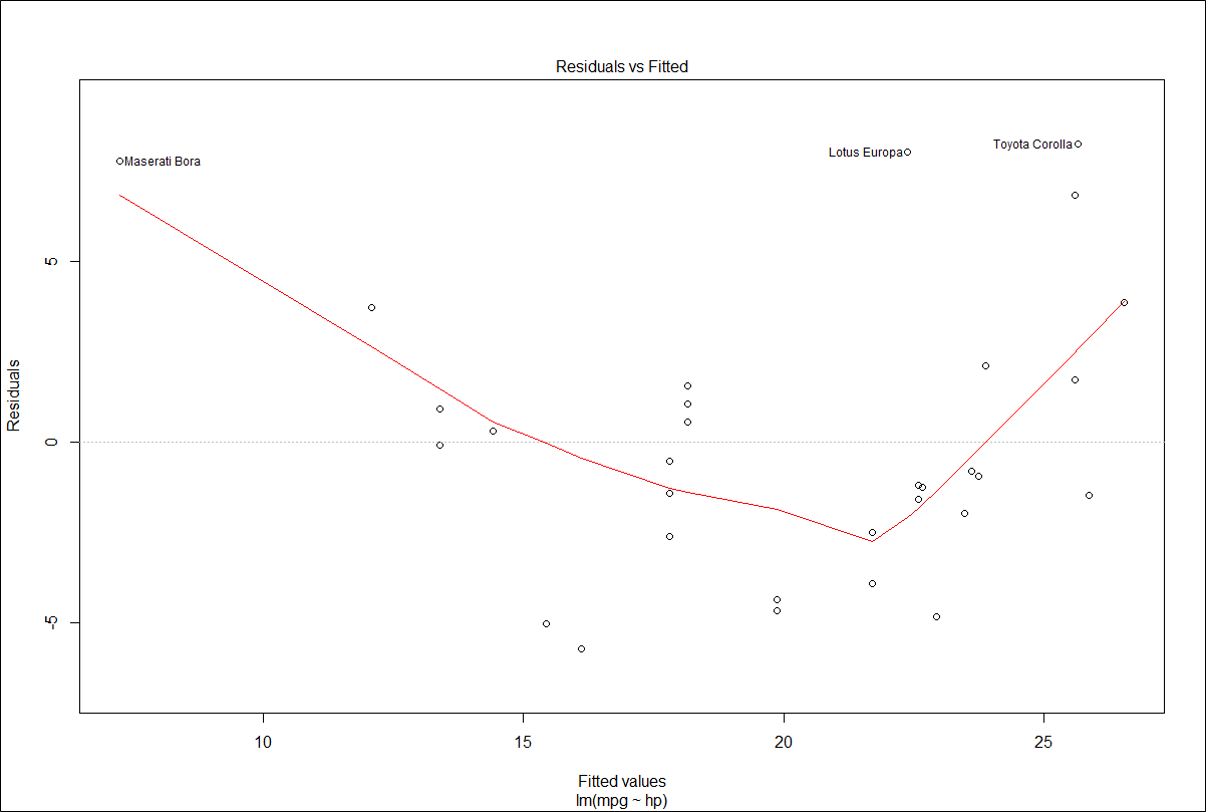 Residuals vs Fitted
Toyota Corolla
Lotus Europa
Maserati Bora
5
0
-5
Residuals
10 15 20 25
Fitted values
lm(mpg ~ hp)